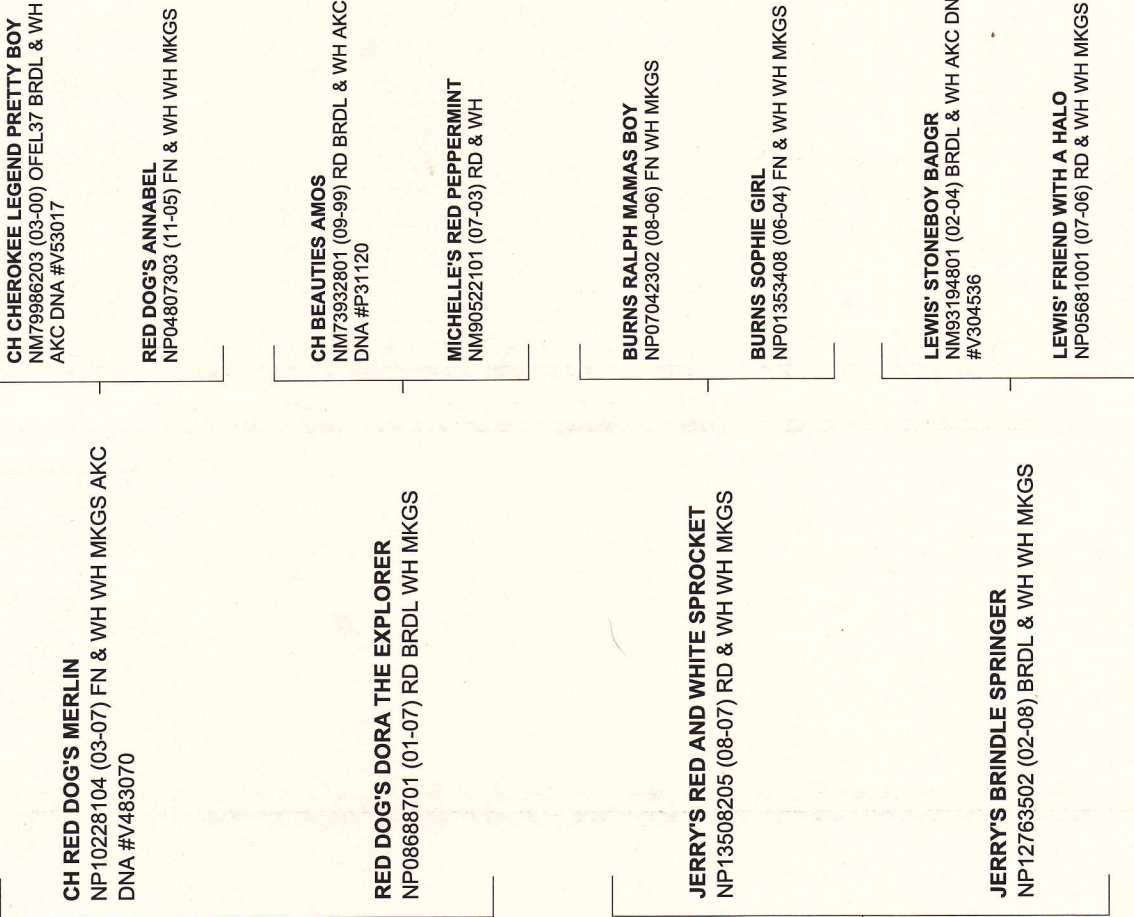 CH RED DOG'S MERLIN
NP10228104 (03-07) FN & WH WH MKGS AKC
DNA #V483070
RED DOG'S DORA THE EXPLORER
NP08688701 (01-07) RD BRDL WH MKGS
JERRY'S RED AND WHITE SPROCKET
NP13508205 (08-07) RD & WH WH MKGS
JERRY'S BRINDLE SPRINGER
NP12763502 (02-08) BRDL & WH WH MKGS
CH CHEROKEE LEGEND PRETTY BOY
NM79986203 (03-00) OFEL37 BRDL & WH
AKC DNA #V53017
RED DOG'S ANNABEL
NP04807303 (11-05) FN & WH WH MKGS
CH BEAUTIES AMOS
NM73932801 (09-99) RD BRDL & WH AKC
DNA #P31120
MICHELLE'S RED PEPPERMINT
NM90522101 (07-03) RD & WH
BURNS RALPH MAMAS BOY
NP07042302 (08-06) FN WH MKGS
BURNS SOPHIE GIRL
NP01353408 (06-04) FN & WH WH MKGS
LEWIS' STONEBOY BADGR
NM93194801 (02-04) BRDL & WH AKC DN
#V304536
LEWIS' FRIEND WITH A HALO
NP05681001 (07-06) RD & WH WH MKGS